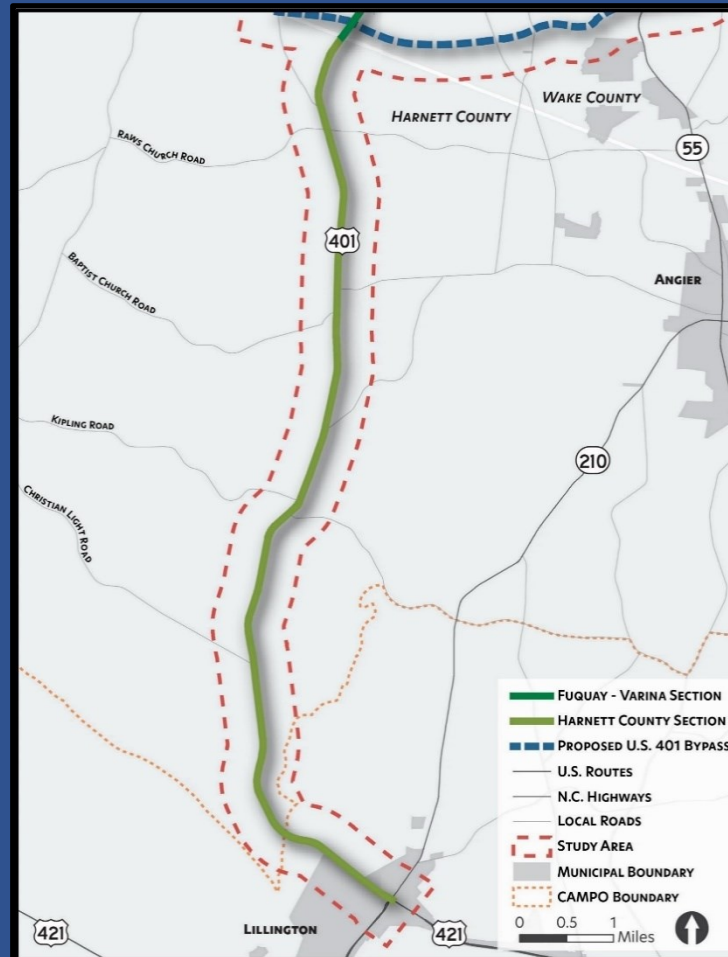 WAKE COUNTY
HARNETT COUNTY
RAWS CHURCH ROAD
55
401
BAPTIST CHURCH ROAD
ANGIER
KIPLING ROAD
210
CHRISTIAN LIGHT ROAD
FUQUAY - VARINA SECTION
HARNETT COUNTY SECTION
PROPOSED U.S. 401 BYPASS
U.S. ROUTES
N.C. HIGHWAYS
LOCAL ROADS
STUDY AREA
MUNICIPAL BOUNDARY
CAMPO BOUNDARY
0 0.5 1
Miles
LILLINGTON
421
421